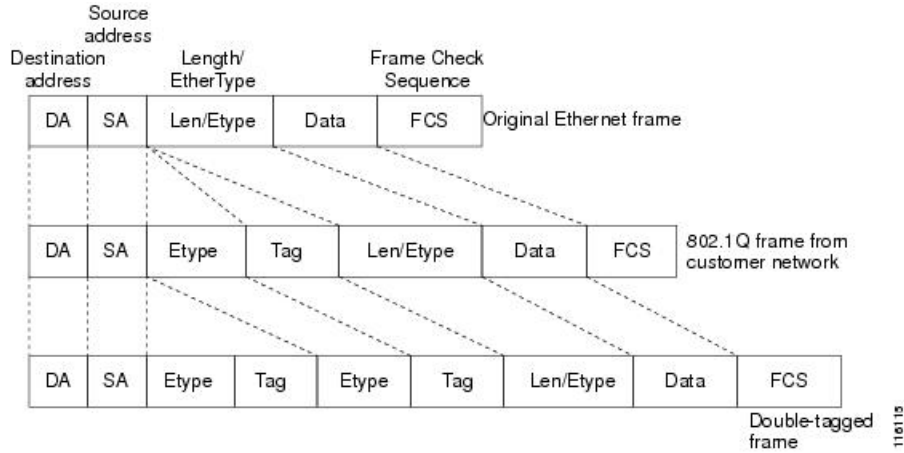 Source
address
Destination
address
Length/
EtherType
Frame Check
Sequence
DA SA Len/Etype Data FCS Original Ethernet frame
DA SA Etype Tag Len/Etype Data FCS 802.1Q frame from
customer network
DA SA Etype Tag Etype Tag Len/Etype Data FCS
Double-tagged
frame
116115